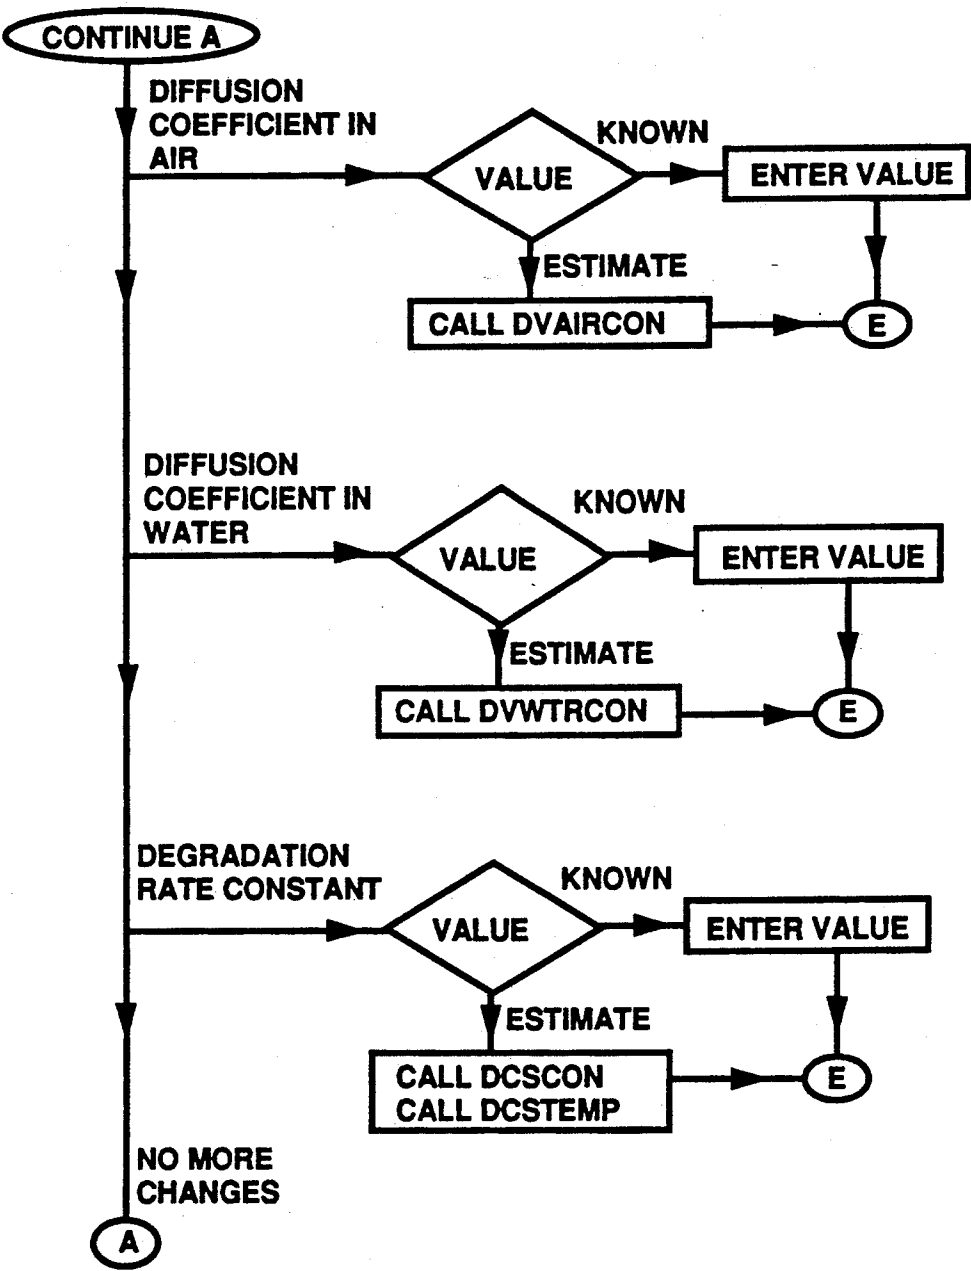 CONTINUE A
DIFFUSION
COEFFICIENT IN
AIR
VALUE
KNOWN
ENTER VALUE
ESTIMATE
CALL DVAIRCON
E
DIFFUSION
COEFFICIENT IN
WATER
VALUE
KNOWN
ENTER VALUE
ESTIMATE
CALL DVWTRCON
E
DEGRADATION
RATE CONSTANT
VALUE
KNOWN
ENTER VALUE
ESTIMATE
CALL DCSCON
CALL DCSTEMP
E
NO MORE
CHANGES
A